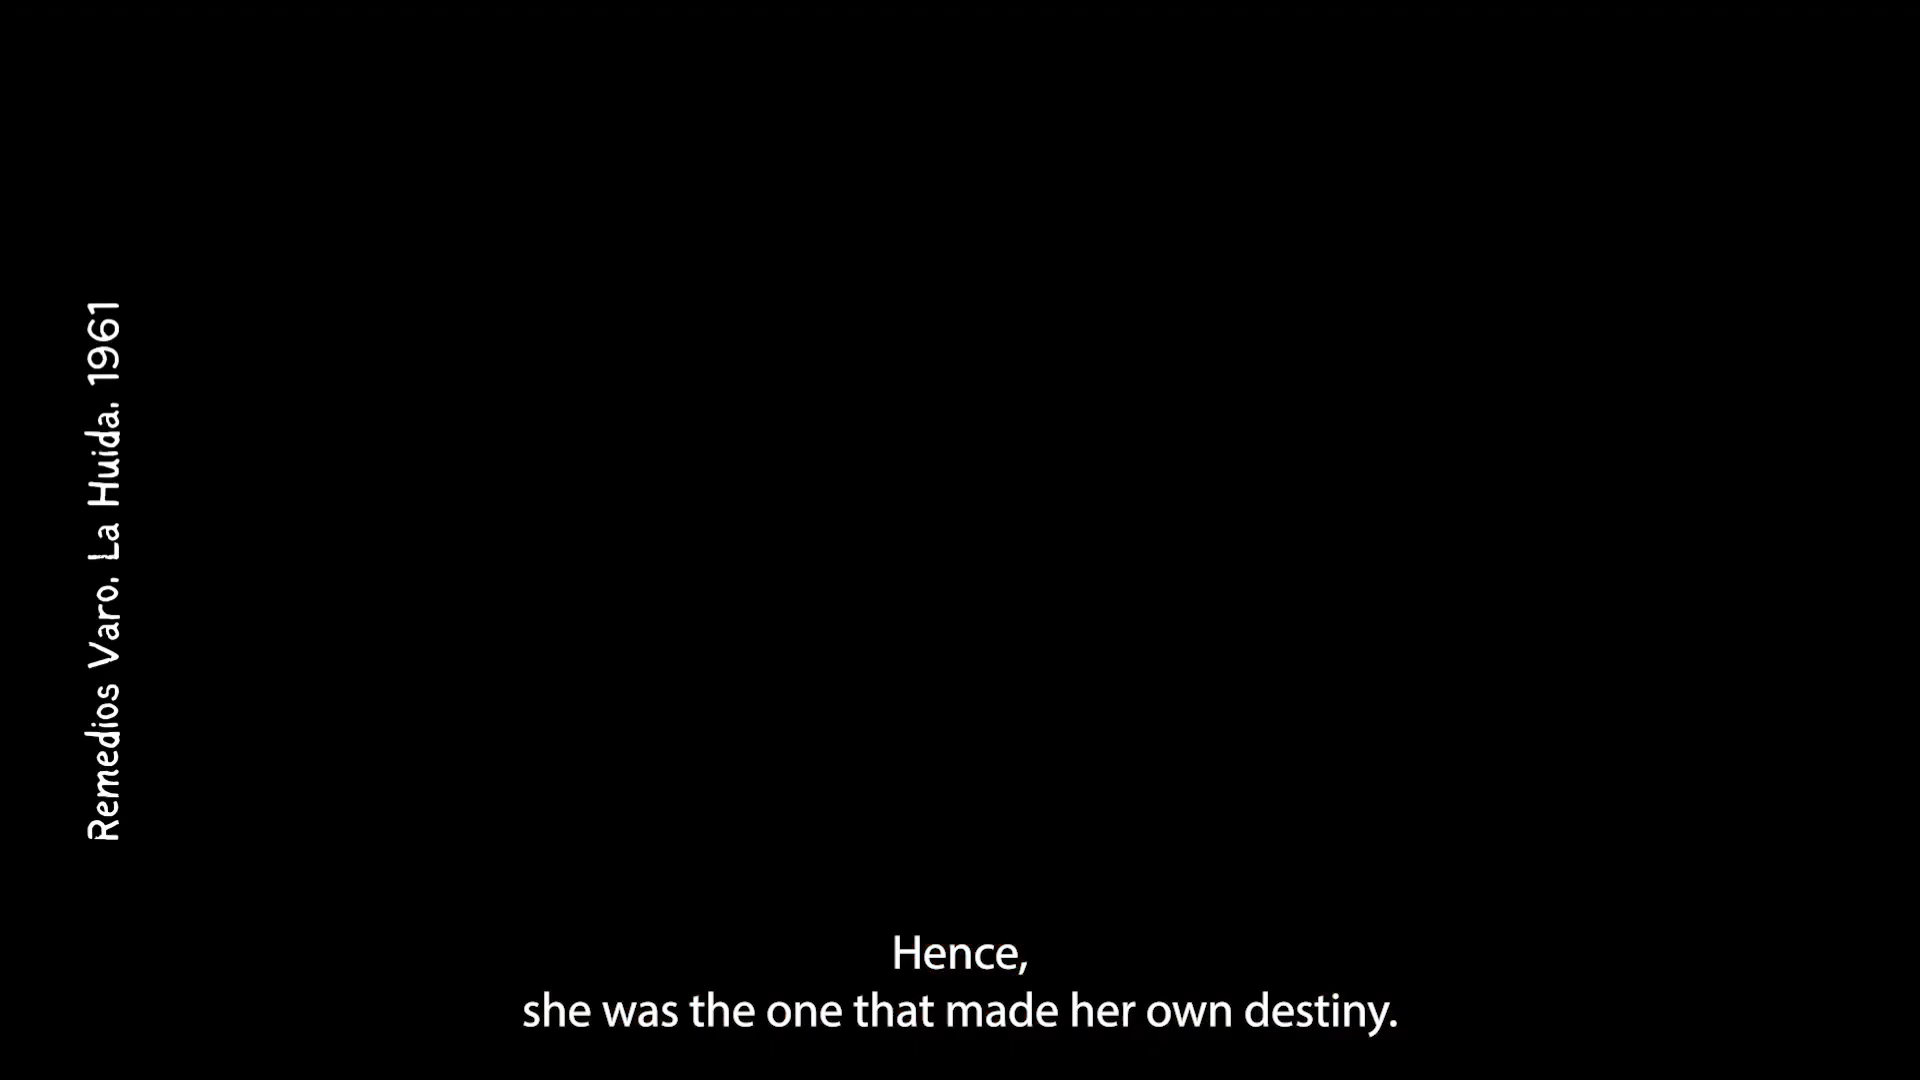 Remedios Varo. La Huida. 1961
Hence,
she was the one that made her own destiny.